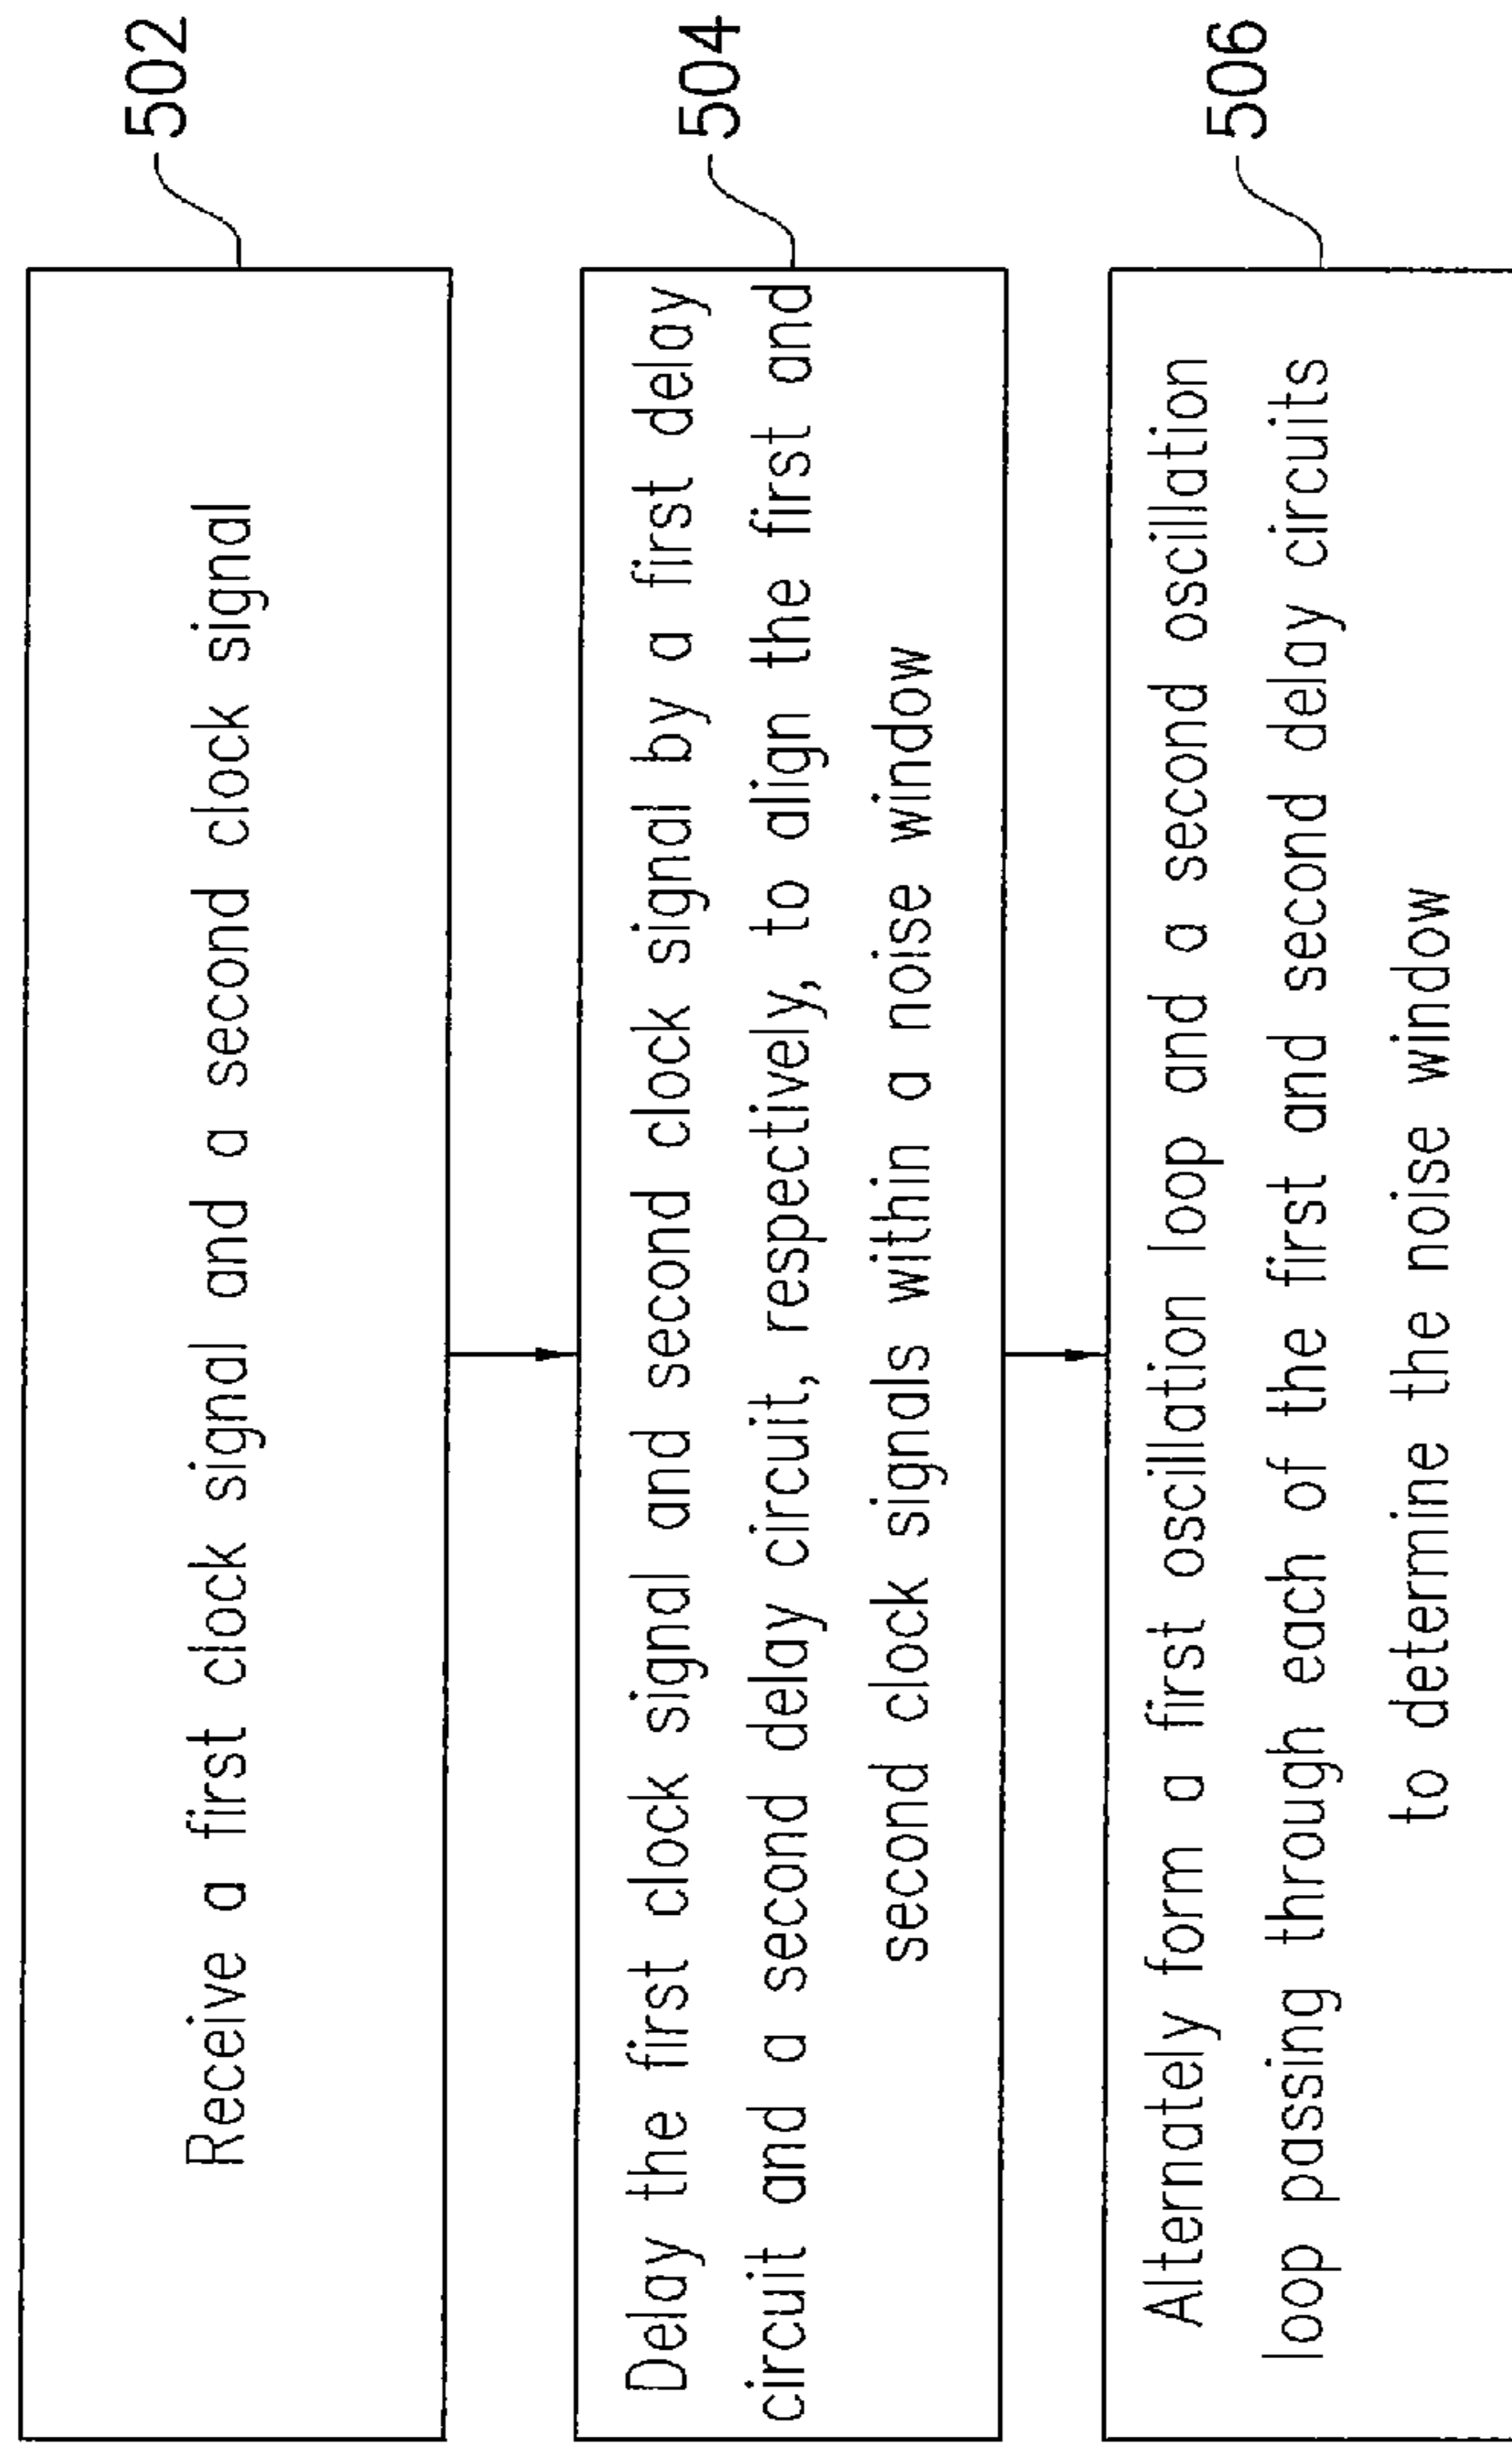 Receive a first clock signal and a second clock signal
502
Delay the first clock signal and second clock signal by a first delay
circuit and a second delay circuit, respectively, to align the first and
second clock signals within a noise window
504
Alternately form a first oscillation loop and a second oscillation
loop passing through each of the first and second delay circuits
to determine the noise window
506